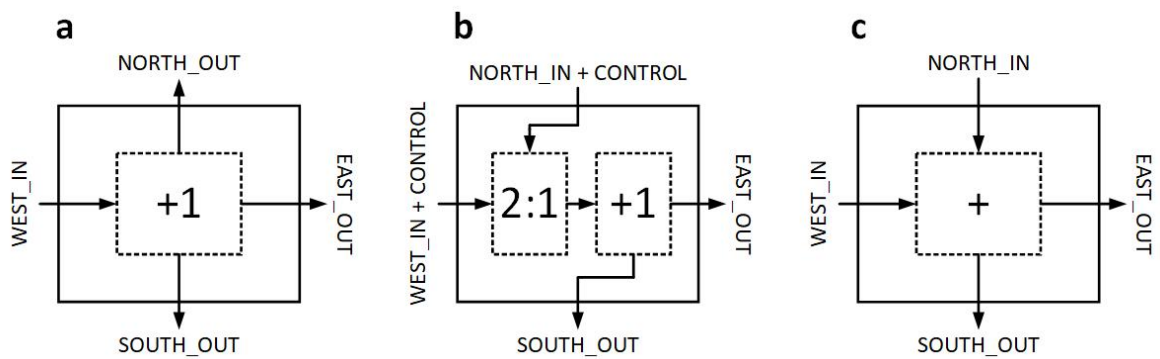 a
NORTH_OUT
WEST_IN
+1
EAST_OUT
SOUTH_OUT
b
NORTH_IN + CONTROL
WEST_IN + CONTROL
2:1
+1
EAST_OUT
SOUTH_OUT
c
NORTH_IN
WEST_IN
+
EAST_OUT
SOUTH_OUT